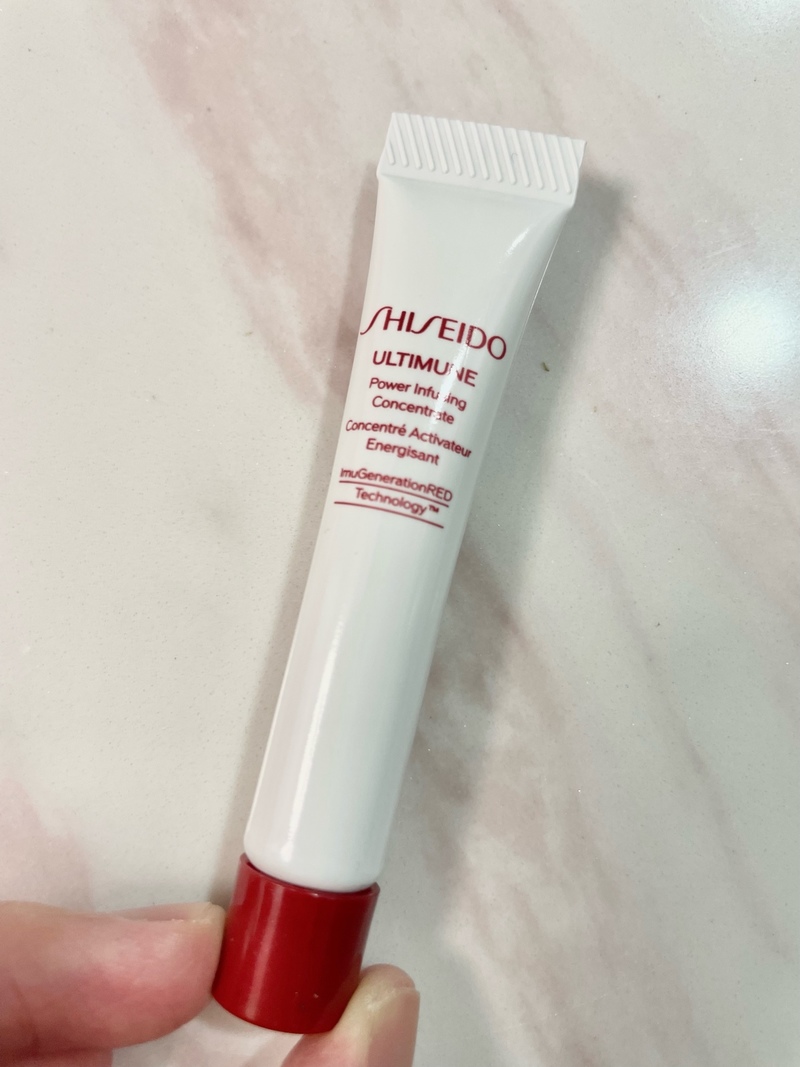 SHISEIDO
ULTIMUNE
Power Infusing
Concentrate
Concentré Activateur
Energisant
ImuGenerationRED
Technology™